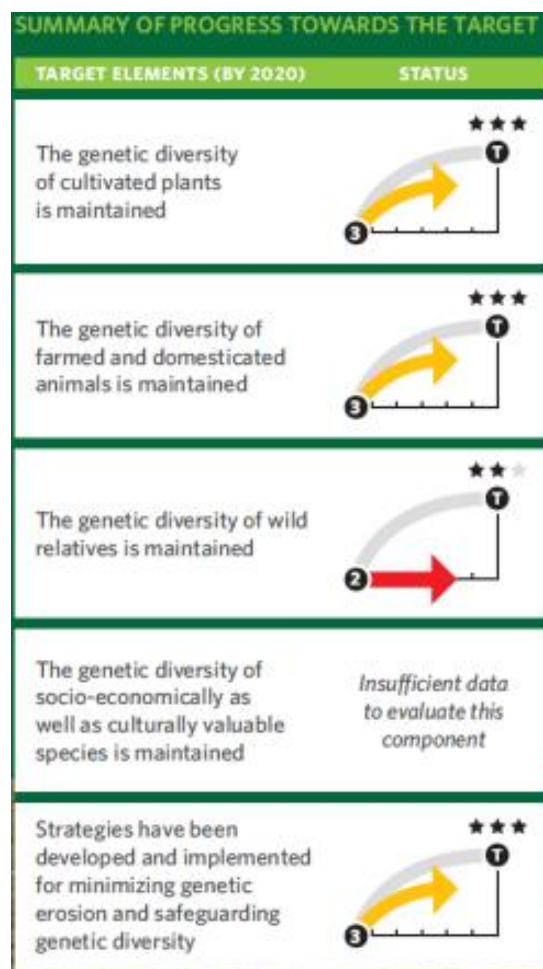 SUMMARY OF PROGRESS TOWARDS THE TARGET
TARGET ELEMENTS (BY 2020) STATUS
The genetic diversity
of cultivated plants
is maintained
T
3
The genetic diversity of
farmed and domesticated
animals is maintained
T
3
The genetic diversity of wild
relatives is maintained
T
2
The genetic diversity of
socio-economically as
well as culturally valuable
species is maintained
Insufficient data
to evaluate this
component
Strategies have been
developed and implemented
for minimizing genetic
erosion and safeguarding
genetic diversity
T
3